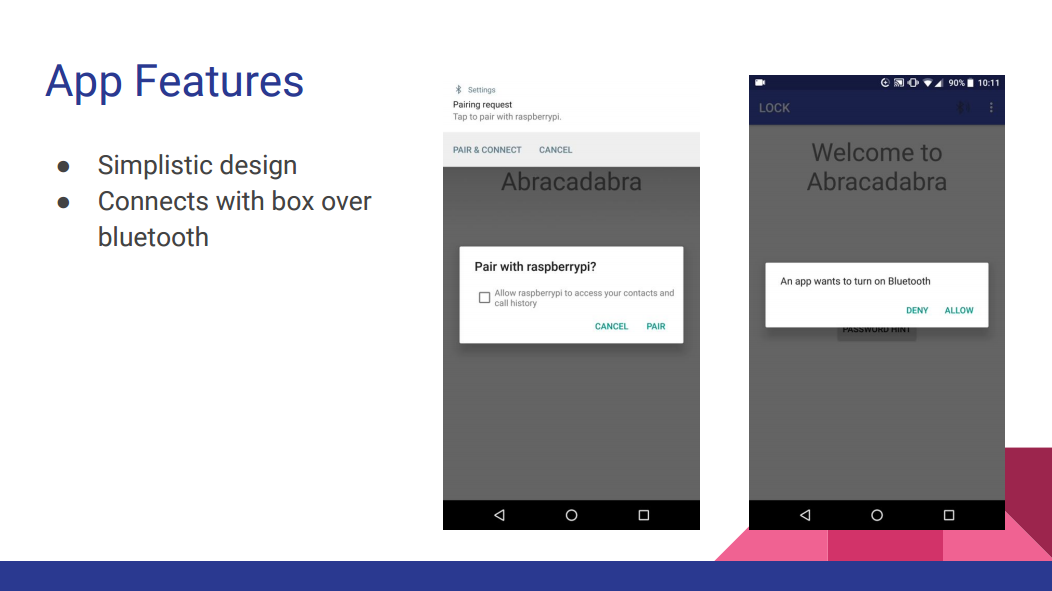 App Features
● Simplistic design
● Connects with box over
bluetooth
Settings
Pairing request
Tap to pair with raspberrypi.
PAIR & CONNECT CANCEL
Abracadabra
Pair with raspberrypi?
Allow raspberrypi to access your contacts and
call history
CANCEL PAIR
90% 10:11
LOCK
Welcome to
Abracadabra
An app wants to turn on Bluetooth
DENY ALLOW
PASSWORD HINT